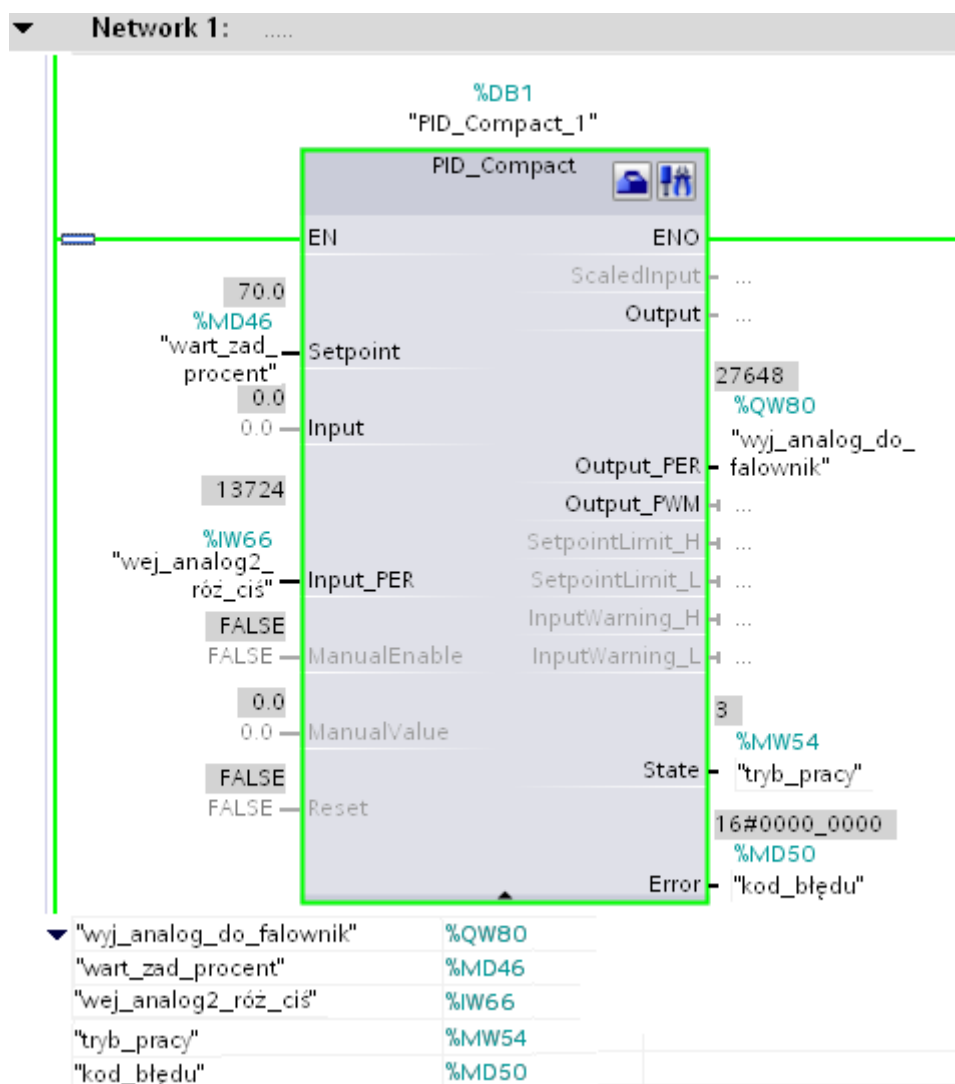 Network 1: .....
%DB1
"PID_Compact_1"
PID_Compact
EN
ENO
ScaledInput ...
70.0
Output ...
%MD46
"wart_zad_
procent"
Setpoint
27648
0.0
%QW80
0.0
Input
"wyj_analog_do_
falownik"
Output_PER
13724
Output_PWM ...
%IW66
SetpointLimit_H ...
"wej_analog2_
róż_ciś"
Input_PER
SetpointLimit_L ...
FALSE
InputWarning_H ...
FALSE
ManualEnable
InputWarning_L ...
0.0
3
0.0
ManualValue
%MW54
State
"tryb_pracy"
FALSE
FALSE
Reset
16#0000_0000
%MD50
Error
"kod_błędu"
"wyj_analog_do_falownik" %QW80
"wart_zad_procent" %MD46
"wej_analog2_róż_ciś" %IW66
"tryb_pracy" %MW54
"kod_błędu" %MD50